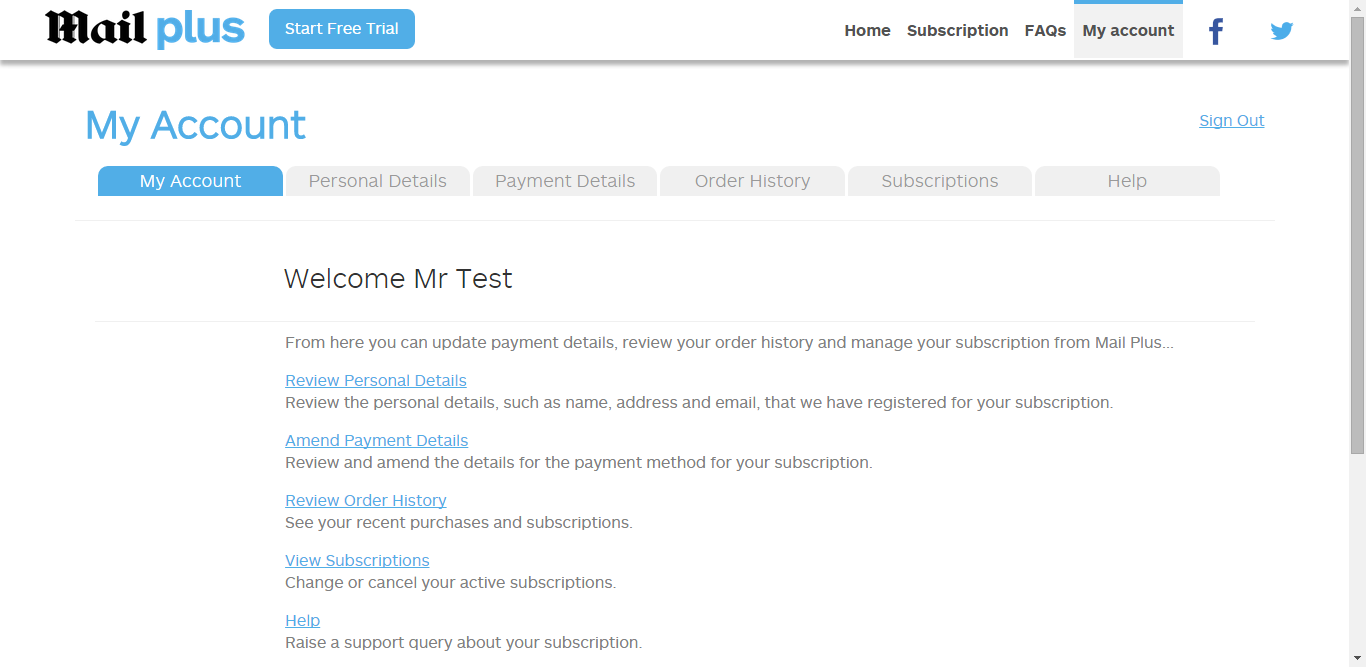 Mail plus Start Free Trial Home Subscription FAQs My account
My Account Sign Out
My Account Personal Details Payment Details Order History Subscriptions Help
Welcome Mr Test
From here you can update payment details, review your order history and manage your subscription from Mail Plus...
Review Personal Details
Review the personal details, such as name, address and email, that we have registered for your subscription.
Amend Payment Details
Review and amend the details for the payment method for your subscription.
Review Order History
See your recent purchases and subscriptions.
View Subscriptions
Change or cancel your active subscriptions.
Help
Raise a support query about your subscription.